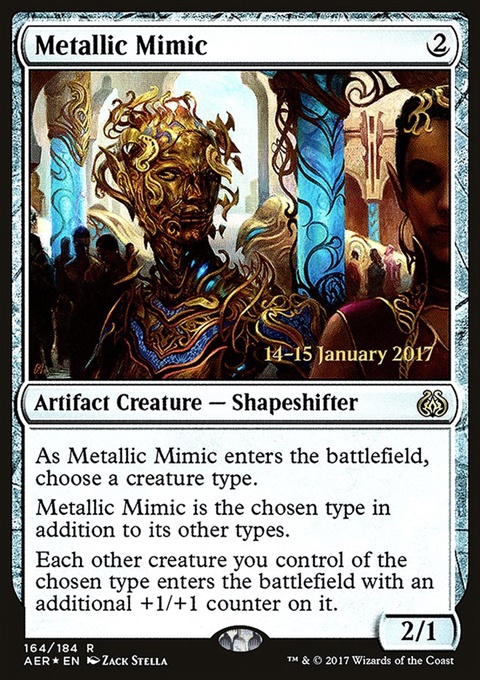 Metallic Mimic 2
14-15 January 2017
Artifact Creature — Shapeshifter
As Metallic Mimic enters the battlefield,
choose a creature type.
Metallic Mimic is the chosen type in
addition to its other types.
Each other creature you control of the
chosen type enters the battlefield with an
additional +1/+1 counter on it.
2/1
164/184 R
AER★EN Zack Stella
™ & © 2017 Wizards of the Coast